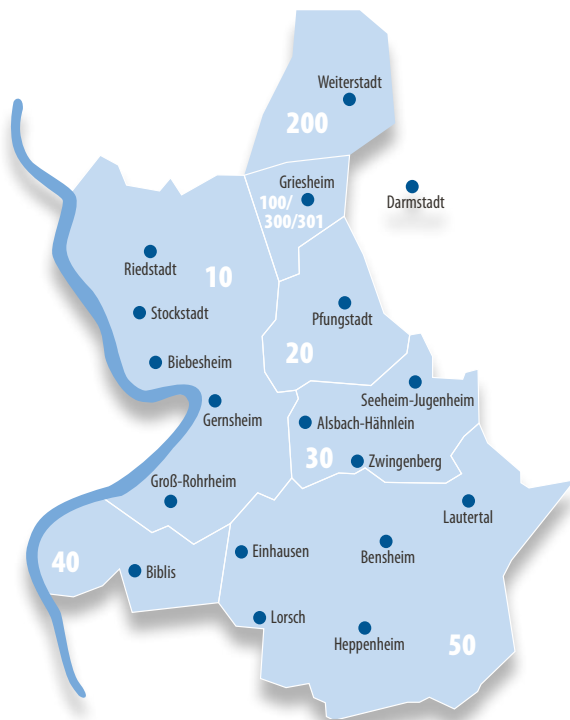 Weiterstadt
200
Griesheim
100/
300/301
Darmstadt
Riedstadt
10
Stockstadt
Pfungstadt
20
Biebesheim
Seeheim-Jugenheim
Gernsheim
Alsbach-Hähnlein
30
Zwingenberg
Groß-Rohrheim
Lautertal
Bensheim
Einhausen
40
Biblis
Lorsch
Heppenheim
50